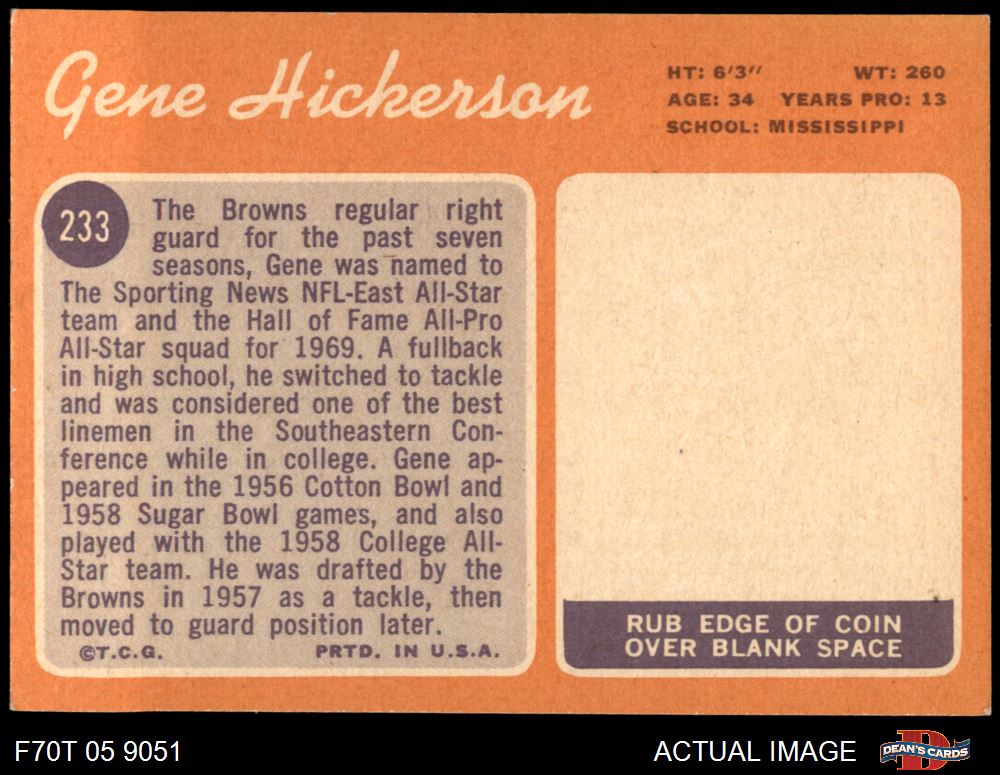 Gene Hickerson
HT: 6'3" WT: 260
AGE: 34 YEARS PRO: 13
SCHOOL: MISSISSIPPI
233
The Browns regular right
guard for the past seven
seasons, Gene was named to
The Sporting News NFL-East All-Star
team and the Hall of Fame All-Pro
All-Star squad for 1969. A fullback
in high school, he switched to tackle
and was considered one of the best
linemen in the Southeastern Con-
ference while in college. Gene ap-
peared in the 1956 Cotton Bowl and
1958 Sugar Bowl games, and also
played with the 1958 College All-
Star team. He was drafted by the
Browns in 1957 as a tackle, then
moved to guard position later.
©T.C.G. PRTD. IN U.S.A.
RUB EDGE OF COIN
OVER BLANK SPACE
F70T 05 9051
ACTUAL IMAGE
D
DEAN'S CARDS